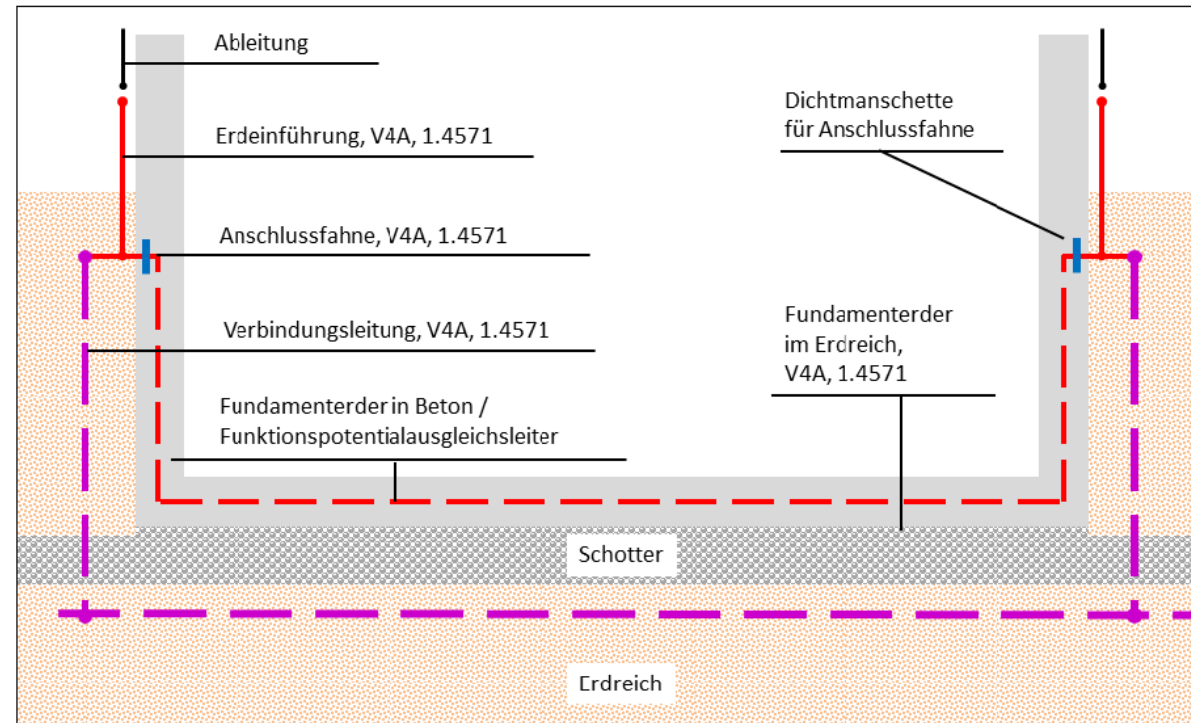 Ableitung
Erdeinführung, V4A, 1.4571
Anschlussfahne, V4A, 1.4571
Verbindungsleitung, V4A, 1.4571
Fundamenterder in Beton /
Funktionspotentialausgleichsleiter
Dichtmanschette
für Anschlussfahne
Fundamenterder
im Erdreich,
V4A, 1.4571
Schotter
Erdreich